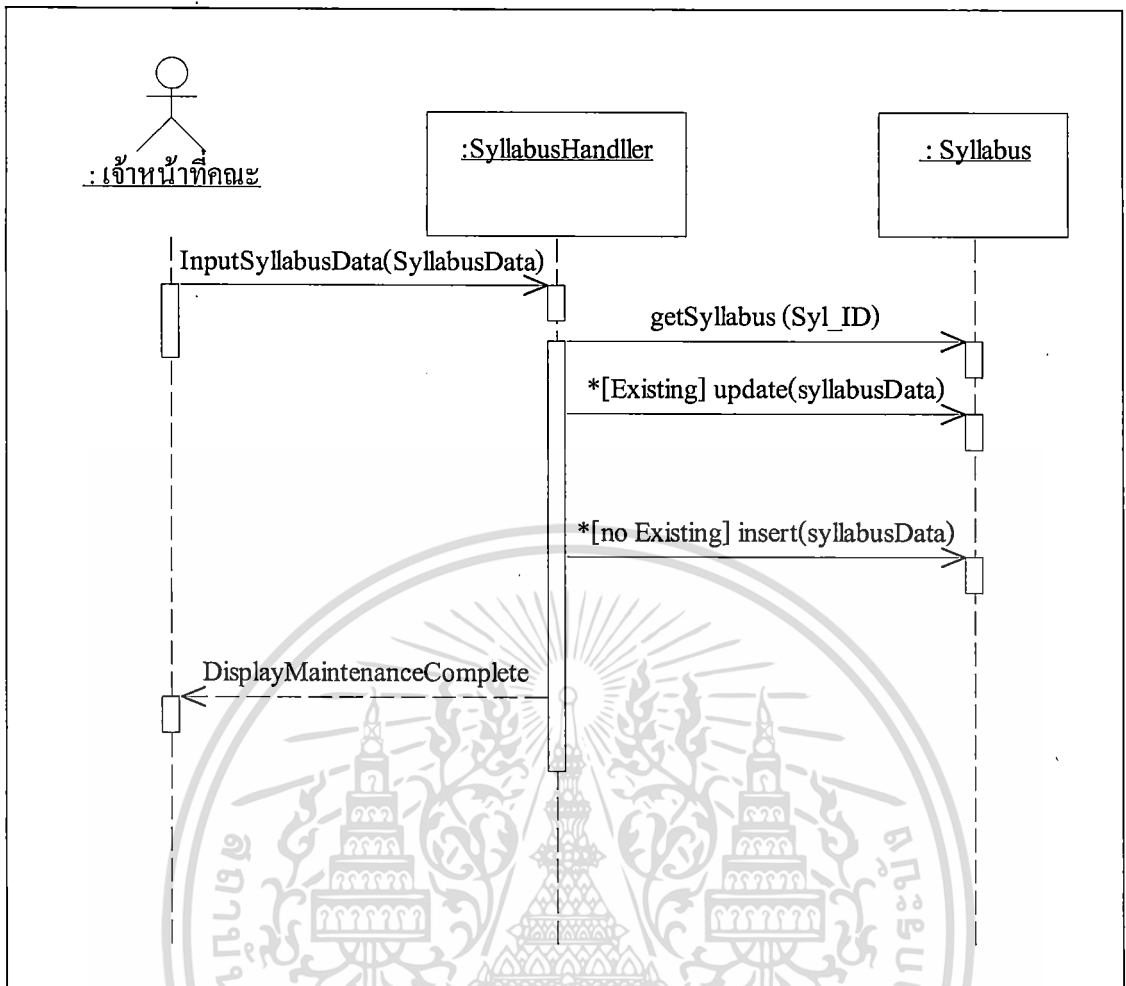 : เจ้าหน้าที่คณะ
:SyllabusHandller
: Syllabus
InputSyllabusData(SyllabusData)
getSyllabus (Syl_ID)
*[Existing] update(syllabusData)
*[no Existing] insert(syllabusData)
DisplayMaintenanceComplete